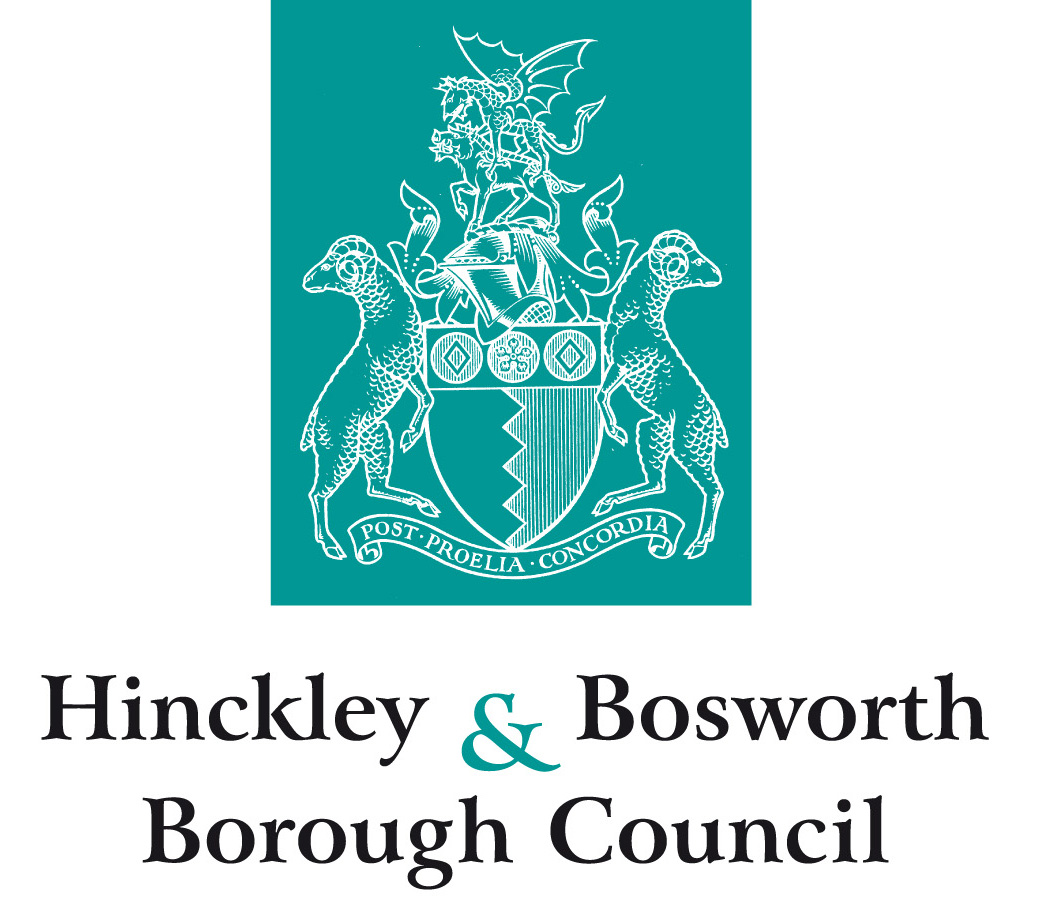 POST · PROELIA · CONCORDIA
Hinckley & Bosworth
Borough Council